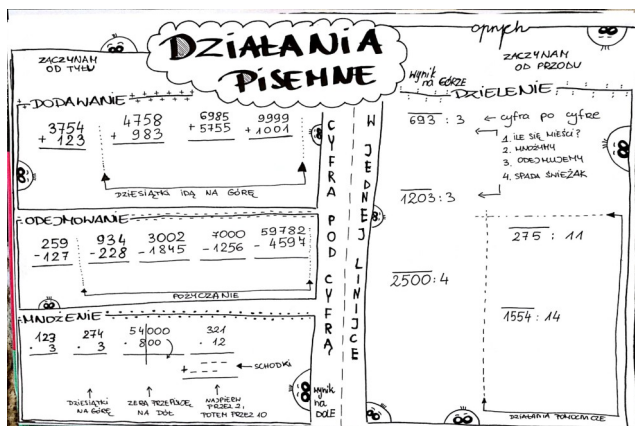 DZIAŁANIA
PISEMNE
ZACZYNAM
OD TYŁU
DODAWANIE
3754
+ 123
4758
+ 983
6985
+ 5755
9999
+ 1001
DZIESIĄTKI IDĄ NA GÓRĘ
ODEJMOWANIE
259
-127
934
-228
3002
-1845
7000
-1256
59782
- 4597
POŻYCZANIE
MNOŻENIE
123
· 3
274
· 3
54000
· 800
321
· 12
+
SCHODKI
DZIESIĄTKI
NA GÓRĘ
ZERA PRZEPISUJĘ
NA DÓŁ
NAJPIERW
PRZEZ 2,
POTEM PRZEZ 10
wynik
na
DOLE
CYFRA POD CYFRĄ
W JEDNEJ LINIJCE
ZACZYNAM
OD PRZODU
Wynik
na GÓRZE
DZIELENIE
693 : 3
cyfra po cyfrze
1. ILE SIĘ MIEŚCI?
2. MNOŻYMY
3. ODEJMUJEMY
4. SPADA ŚNIEŻAK
1203:3
2500:4
275 : 11
1554 : 14
DZIAŁANIA POMOCNICZE